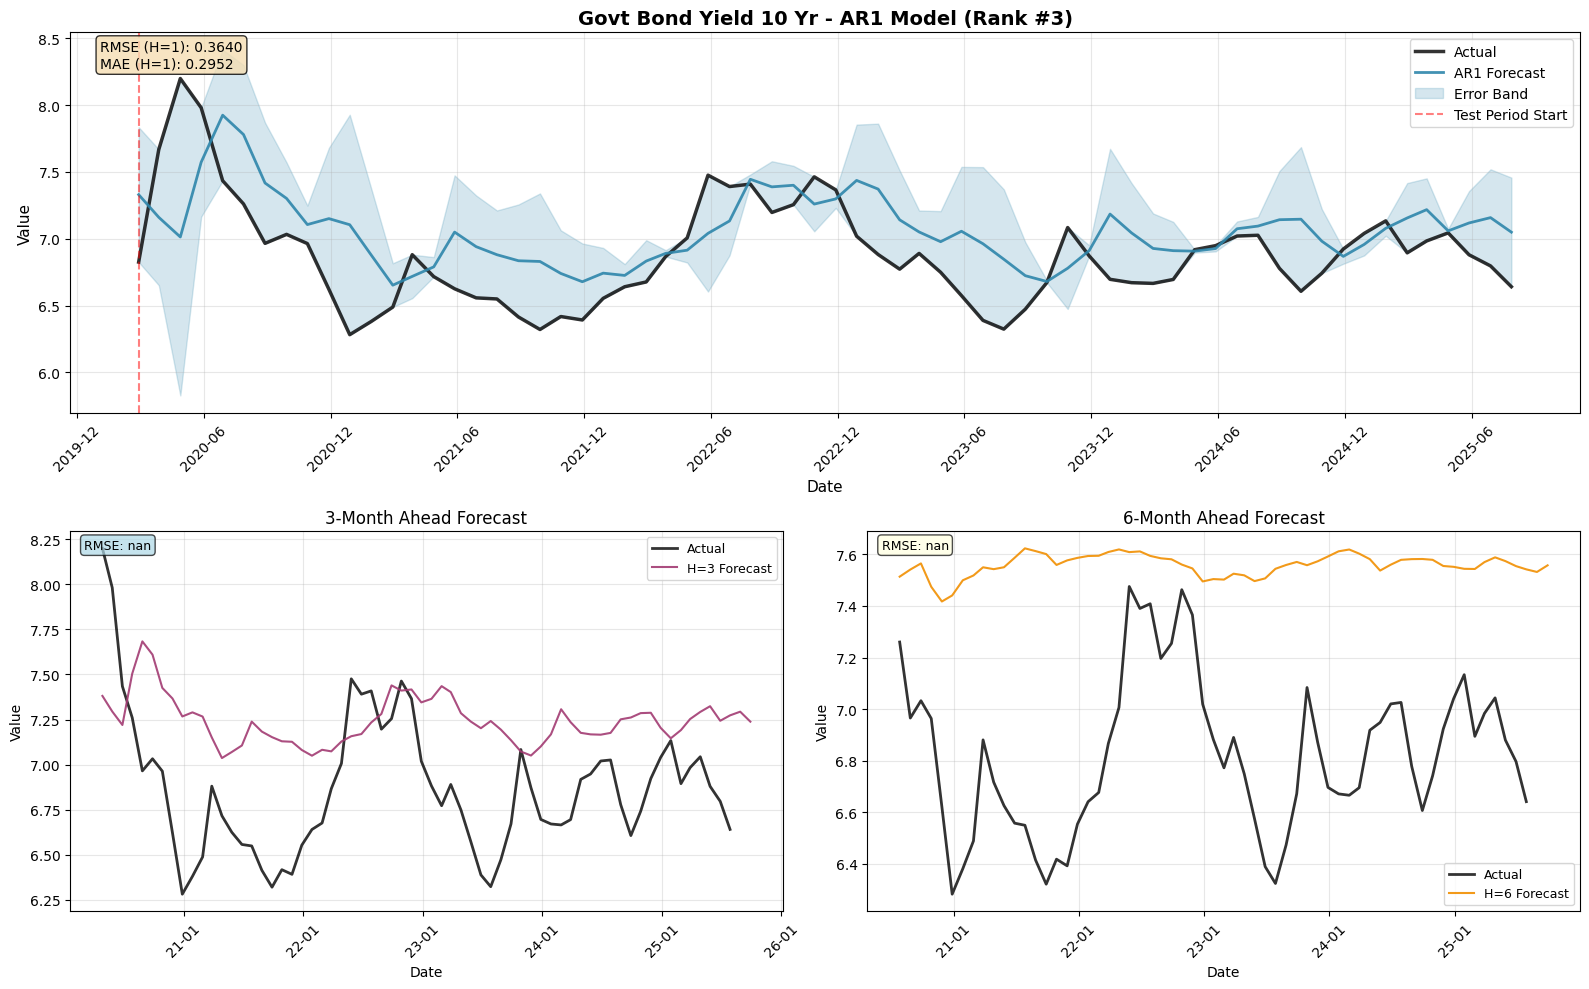 Govt Bond Yield 10 Yr - AR1 Model (Rank #3)
RMSE (H=1): 0.3640
MAE (H=1): 0.2952
Actual
AR1 Forecast
Error Band
Test Period Start
8.5
8.0
7.5
7.0
6.5
6.0
Value
2019-12
2020-06
2020-12
2021-06
2021-12
2022-06
2022-12
2023-06
2023-12
2024-06
2024-12
2025-06
Date
3-Month Ahead Forecast
RMSE: nan
Actual
H=3 Forecast
8.25
8.00
7.75
7.50
7.25
7.00
6.75
6.50
6.25
Value
21-01
22-01
23-01
24-01
25-01
26-01
Date
6-Month Ahead Forecast
RMSE: nan
7.6
7.4
7.2
7.0
6.8
6.6
6.4
Value
Actual
H=6 Forecast
21-01
22-01
23-01
24-01
25-01
Date